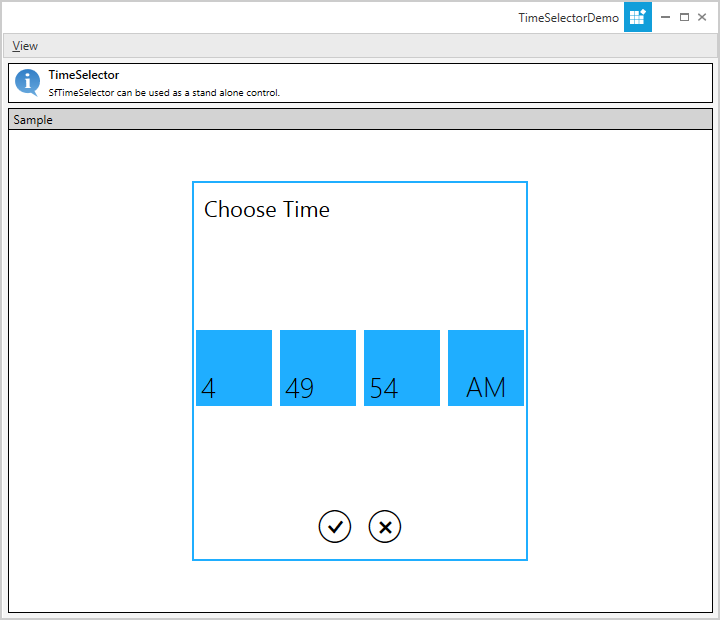 TimeSelectorDemo
View
TimeSelector
SfTimeSelector can be used as a stand alone control.
Sample
Choose Time
4 49 54 AM